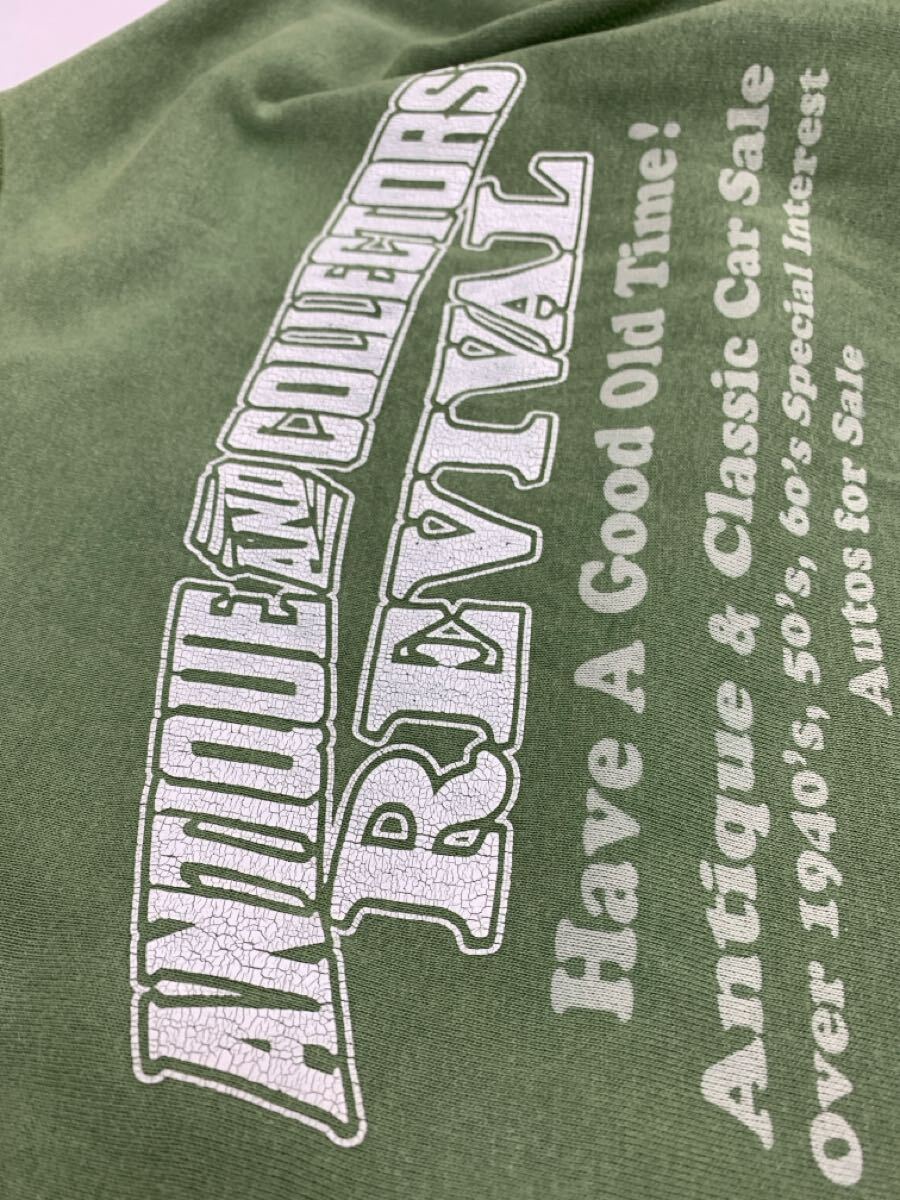 ANTIQUE AND COLLECTORS
REVIVAL
Have A Good Old Time!
Antique & Classic Car Sale
Over 1940's, 50's, 60's Special Interest
Autos for Sale